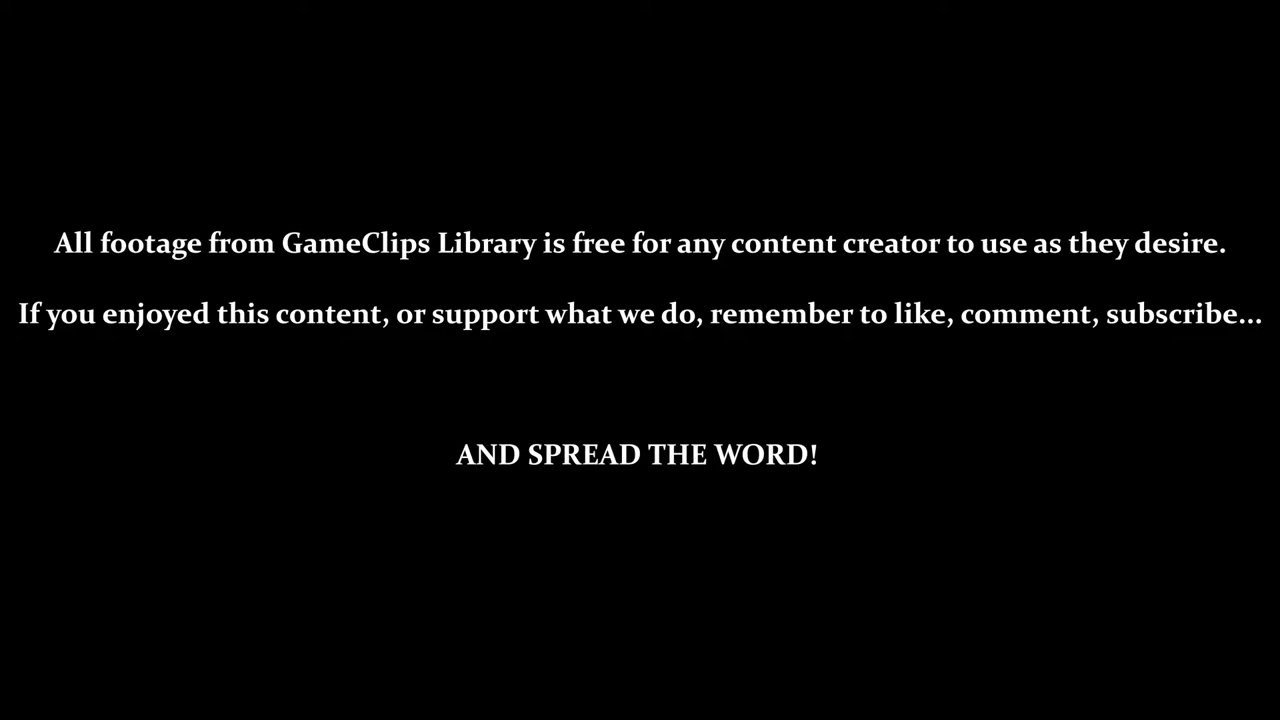 All footage from GameClips Library is free for any content creator to use as they desire.
If you enjoyed this content, or support what we do, remember to like, comment, subscribe...
AND SPREAD THE WORD!